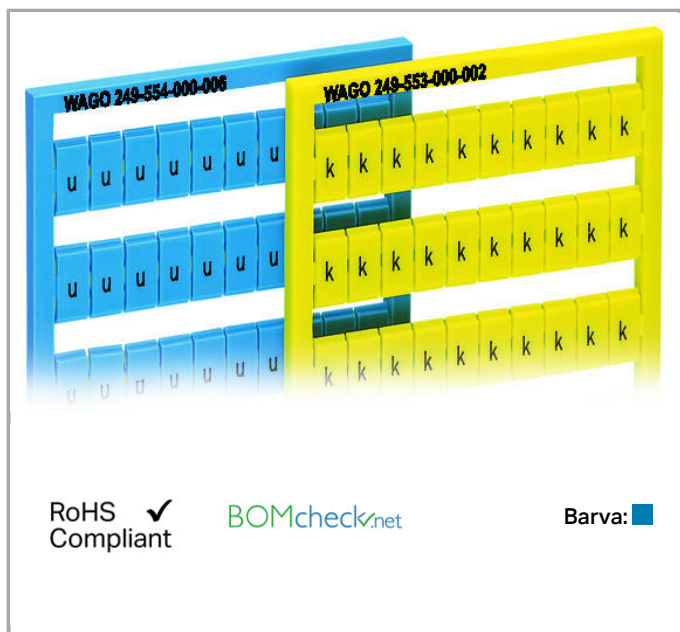 WAGO 249-554-000-006
WAGO 249-553-000-002
u u u u u u u
k k k k k k k k k k
u u u u u u u
k k k k k k k k k k
u u u u u u u
k k k k k k k k k k
RoHS ✓
Compliant
BOMcheck.net
Barva: